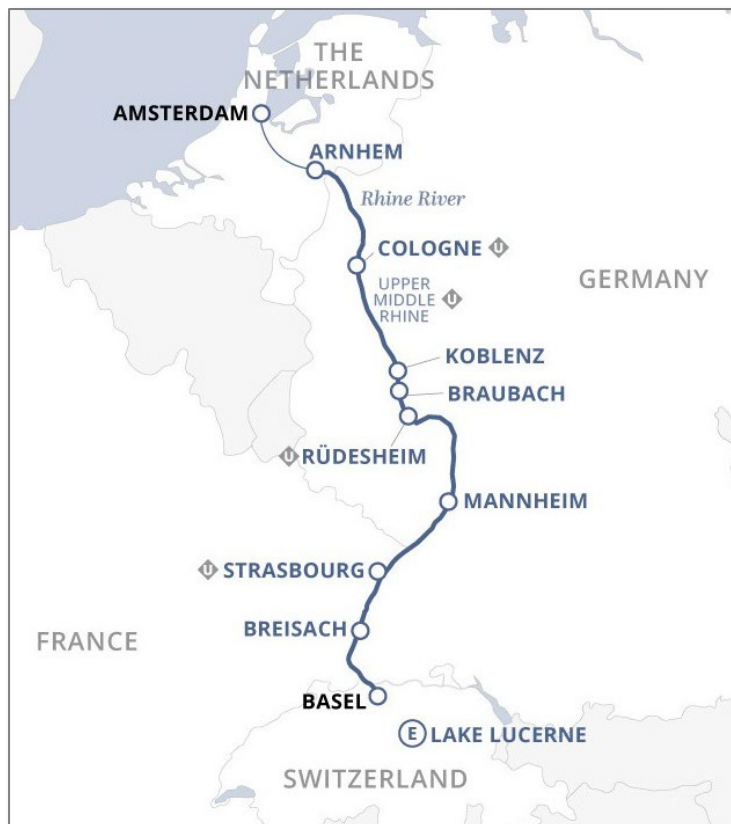 THE
NETHERLANDS
AMSTERDAM
ARNHEM
Rhine River
COLOGNE U
GERMANY
UPPER
MIDDLE U
RHINE
KOBLENZ
BRAUBACH
U RÜDESHEIM
MANNHEIM
U STRASBOURG
BREISACH
FRANCE
BASEL
E LAKE LUCERNE
SWITZERLAND